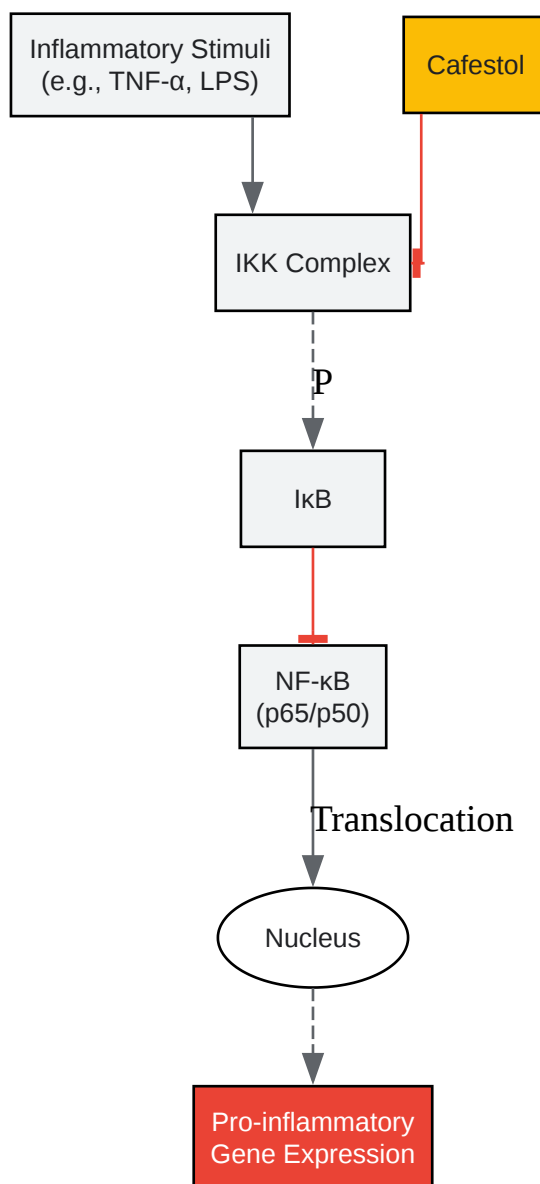 Inflammatory Stimuli
(e.g., TNF-α, LPS)
Cafestol
IKK Complex
P
IκB
NF-κB
(p65/p50)
Translocation
Nucleus
Pro-inflammatory
Gene Expression